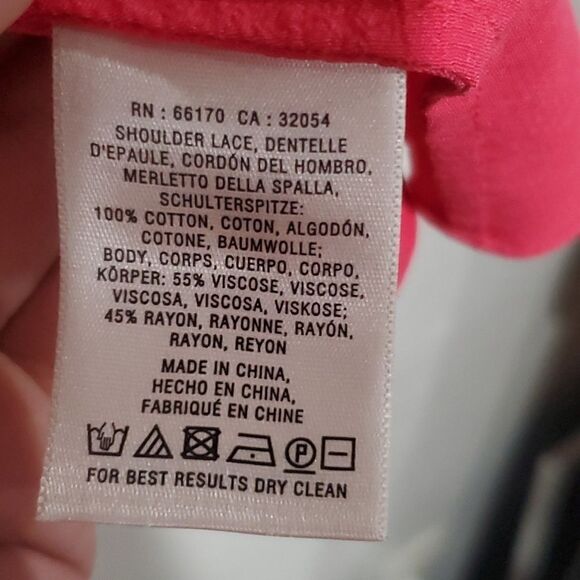 RN : 66170 CA : 32054
SHOULDER LACE, DENTELLE
D'EPAULE, CORDÓN DEL HOMBRO,
MERLETTO DELLA SPALLA,
SCHULTERSPITZE:
100% COTTON, COTON, ALGODÓN,
COTONE, BAUMWOLLE;
BODY, CORPS, CUERPO, CORPO,
KÖRPER: 55% VISCOSE, VISCOSE,
VISCOSA, VISCOSA, VISKOSE;
45% RAYON, RAYONNE, RAYÓN,
RAYON, REYON
MADE IN CHINA,
HECHO EN CHINA,
FABRIQUÉ EN CHINE
P
FOR BEST RESULTS DRY CLEAN